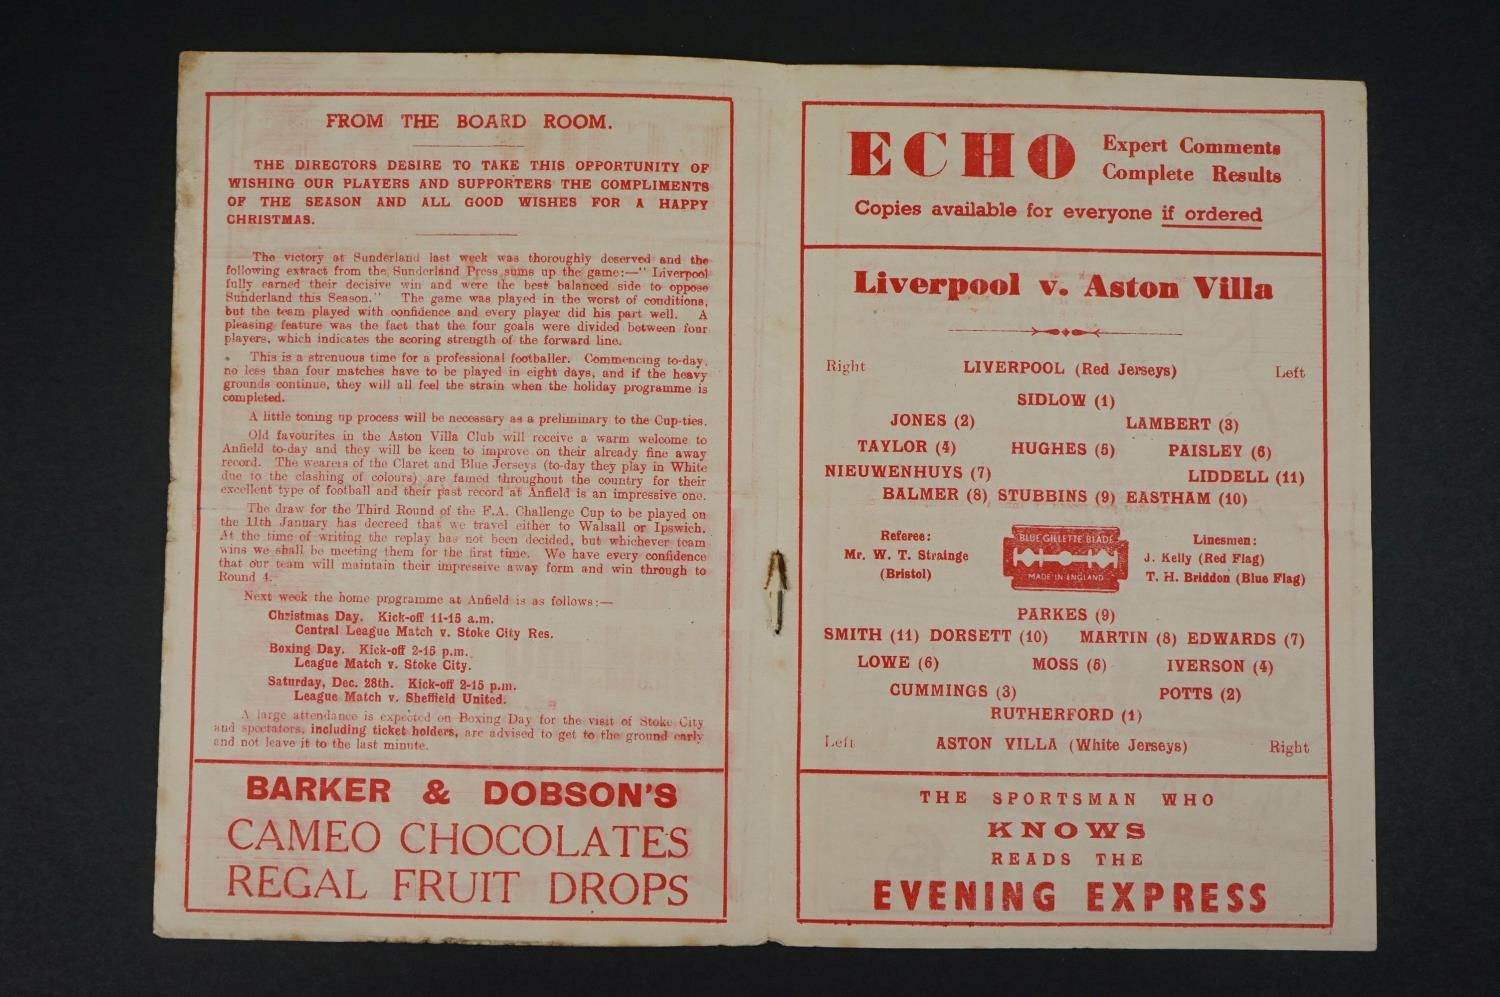 FROM THE BOARD ROOM.
THE DIRECTORS DESIRE TO TAKE THIS OPPORTUNITY OF
WISHING OUR PLAYERS AND SUPPORTERS THE COMPLIMENTS
OF THE SEASON AND ALL GOOD WISHES FOR A HAPPY
CHRISTMAS.
The victory at Sunderland last week was thoroughly deserved and the
following extract from the Sunderland Press sums up the game:—" Liverpool
fully earned their decisive win and were the best balanced side to oppose
Sunderland this Season." The game was played in the worst of conditions,
but the team played with confidence and every player did his part well. A
pleasing feature was the fact that the four goals were divided between four
players, which indicates the scoring strength of the forward line.
This is a strenuous time for a professional footballer. Commencing to-day,
no less than four matches have to be played in eight days, and if the heavy
grounds continue, they will all feel the strain when the holiday programme is
completed.
A little toning up process will be necessary as a preliminary to the Cup-ties.
Old favourites in the Aston Villa Club will receive a warm welcome to
Anfield to-day and they will be keen to improve on their already fine away
record. The wearers of the Claret and Blue Jerseys (to-day they play in White
due to the clashing of colours) are famed throughout the country for their
excellent type of football and their past record at Anfield is an impressive one.
The draw for the Third Round of the F.A. Challenge Cup to be played on
the 11th January has decreed that we travel either to Walsall or Ipswich.
At the time of writing the replay has not been decided, but whichever team
wins we shall be meeting them for the first time. We have every confidence
that our team will maintain their impressive away form and win through to
Round 4.
Next week the home programme at Anfield is as follows:—
Christmas Day. Kick-off 11-15 a.m.
Central League Match v. Stoke City Res.
Boxing Day. Kick-off 2-15 p.m.
League Match v. Stoke City.
Saturday, Dec. 28th. Kick-off 2-15 p.m.
League Match v. Sheffield United.
A large attendance is expected on Boxing Day for the visit of Stoke City
and spectators, including ticket holders, are advised to get to the ground early
and not leave it to the last minute.
BARKER & DOBSON'S
CAMEO CHOCOLATES
REGAL FRUIT DROPS
ECHO Expert Comments
Complete Results
Copies available for everyone if ordered
Liverpool v. Aston Villa
Right LIVERPOOL (Red Jerseys) Left
SIDLOW (1)
JONES (2) LAMBERT (3)
TAYLOR (4) HUGHES (5) PAISLEY (6)
NIEUWENHUYS (7) LIDDELL (11)
BALMER (8) STUBBINS (9) EASTHAM (10)
Referee:
Mr. W. T. Strainge
(Bristol)
BLUE GILLETTE BLADE
MADE IN ENGLAND
Linesmen:
J. Kelly (Red Flag)
T. H. Briddon (Blue Flag)
PARKES (9)
SMITH (11) DORSETT (10) MARTIN (8) EDWARDS (7)
LOWE (6) MOSS (5) IVERSON (4)
CUMMINGS (3) POTTS (2)
RUTHERFORD (1)
Left ASTON VILLA (White Jerseys) Right
THE SPORTSMAN WHO
KNOWS
READS THE
EVENING EXPRESS